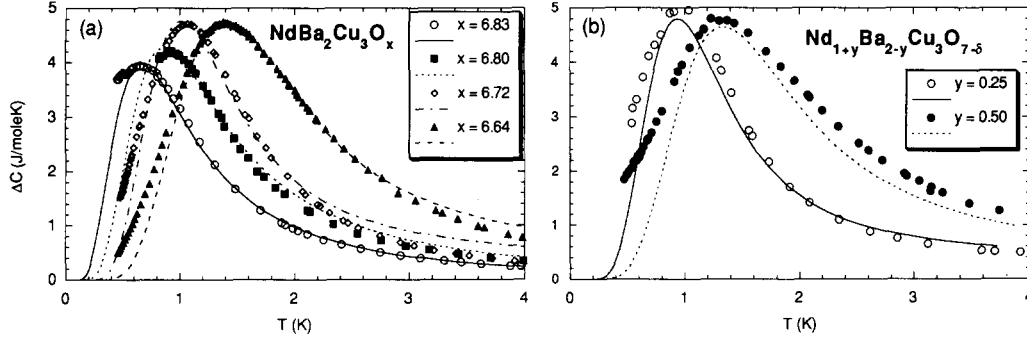 (a)
NdBa2Cu3Ox
x = 6.83
x = 6.80
x = 6.72
x = 6.64
ΔC (J/moleK)
5
4
3
2
1
0
0 1 2 3 4
T (K)
(b)
Nd1+yBa2-yCu3O7-δ
y = 0.25
y = 0.50
5
4
3
2
1
0
0 1 2 3 4
T (K)